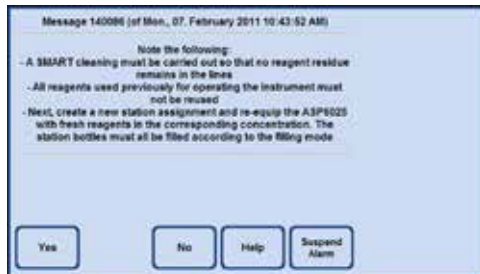 Message 140086 (of Mon., 07. February 2011 10:43:52 AM)
Note the following:
- A SMART cleaning must be carried out so that no reagent residue
remains in the lines
- All reagents used previously for operating the instrument must
not be reused
- Next, create a new station assignment and re-equip the ASP6025
with fresh reagents in the corresponding concentration. The
station bottles must all be filled according to the filling mode
Yes
No
Help
Suspend
Alarm